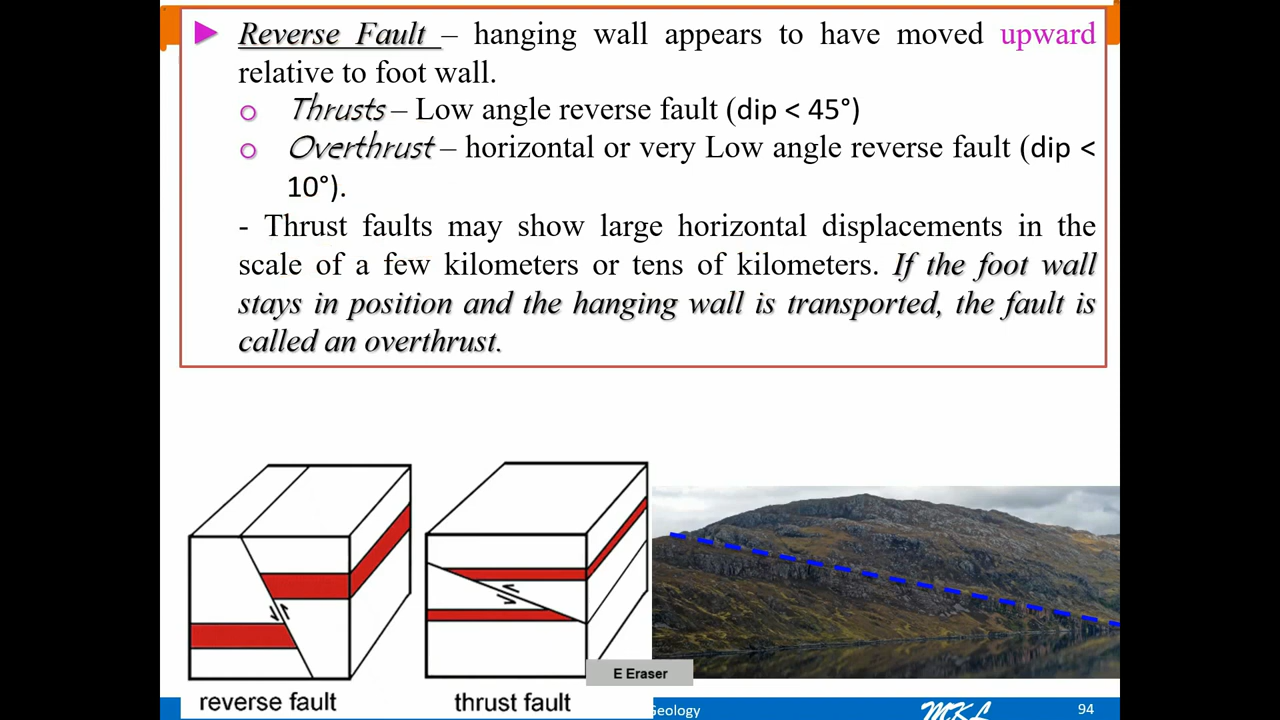 Reverse Fault – hanging wall appears to have moved upward
relative to foot wall.
o Thrusts – Low angle reverse fault (dip < 45°)
o Overthrust – horizontal or very Low angle reverse fault (dip <
10°).
- Thrust faults may show large horizontal displacements in the
scale of a few kilometers or tens of kilometers. If the foot wall
stays in position and the hanging wall is transported, the fault is
called an overthrust.
E Eraser
reverse fault
thrust fault
Geology
MKL
94